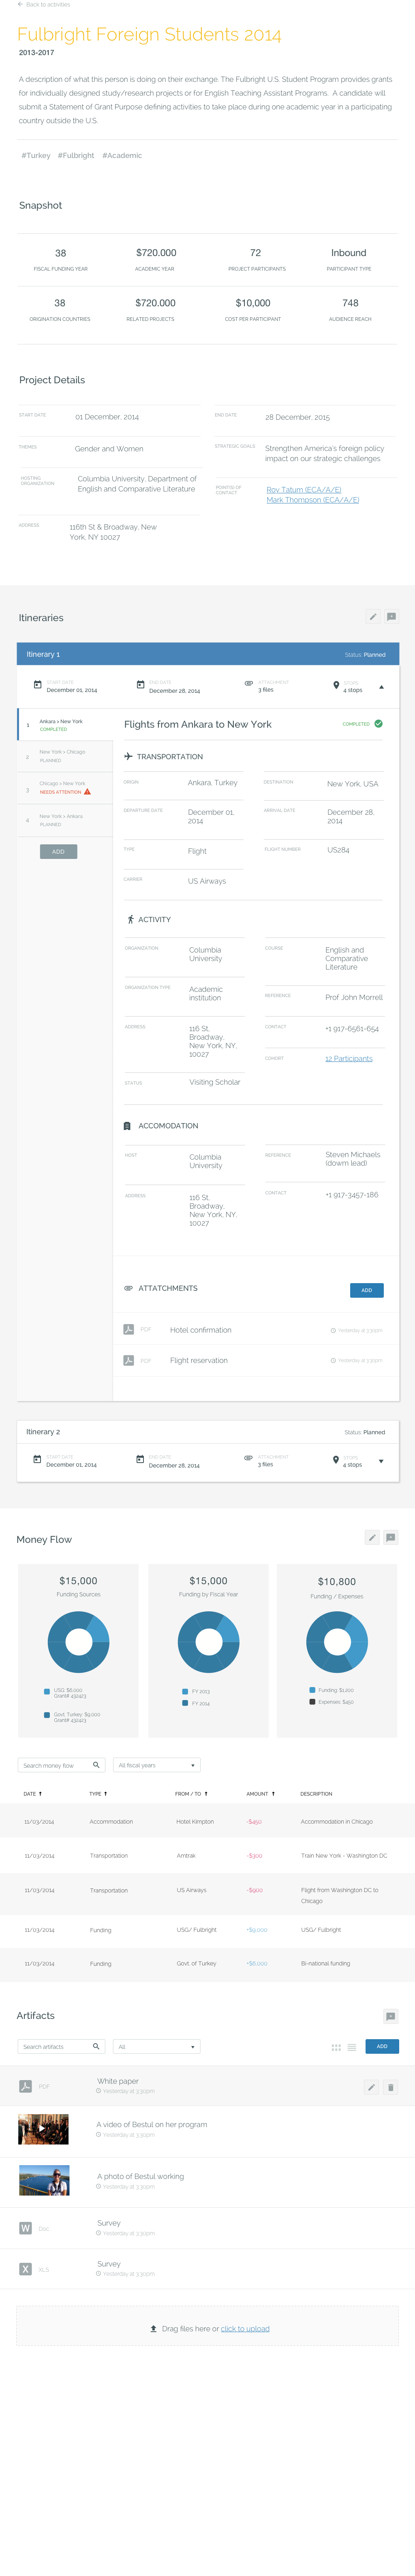 Back to activities
Fulbright Foreign Students 2014
2013-2017
A description of what this person is doing on their exchange. The Fulbright U.S. Student Program provides grants
for individually designed study/research projects or for English Teaching Assistant Programs. A candidate will
submit a Statement of Grant Purpose defining activities to take place during one academic year in a participating
country outside the U.S.
#Turkey #Fulbright #Academic
Snapshot
38 $720.000 72 Inbound
FISCAL FUNDING YEAR ACADEMIC YEAR PROJECT PARTICIPANTS PARTICIPANT TYPE
38 $720.000 $10,000 748
ORIGINATION COUNTRIES RELATED PROJECTS COST PER PARTICIPANT AUDIENCE REACH
Project Details
START DATE 01 December, 2014
END DATE 28 December, 2015
THEMES Gender and Women
STRATEGIC GOALS Strengthen America's foreign policy
impact on our strategic challenges
HOSTING
ORGANIZATION
Columbia University, Department of
English and Comparative Literature
POINT(S) OF
CONTACT
Roy Tatum (ECA/A/E)
Mark Thompson (ECA/A/E)
ADDRESS 116th St & Broadway, New
York, NY 10027
Itineraries
Itinerary 1 Status: Planned
START DATE
December 01, 2014
END DATE
December 28, 2014
ATTACHMENT
3 files
STOPS
4 stops
1 Ankara > New York
COMPLETED
2 New York > Chicago
PLANNED
3 Chicago > New York
NEEDS ATTENTION
4 New York > Ankara
PLANNED
ADD
Flights from Ankara to New York COMPLETED
TRANSPORTATION
ORIGIN Ankara, Turkey
DESTINATION New York, USA
DEPARTURE DATE December 01,
2014
ARRIVAL DATE December 28,
2014
TYPE Flight
FLIGHT NUMBER US284
CARRIER US Airways
ACTIVITY
ORGANIZATION Columbia
University
COURSE English and
Comparative
Literature
ORGANIZATION TYPE Academic
institution
REFERENCE Prof John Morrell
ADDRESS 116 St,
Broadway,
New York, NY,
10027
CONTACT +1 917-6561-654
COHORT 12 Participants
STATUS Visiting Scholar
ACCOMODATION
HOST Columbia
University
REFERENCE Steven Michaels
(dowm lead)
ADDRESS 116 St,
Broadway,
New York, NY,
10027
CONTACT +1 917-3457-186
ATTATCHMENTS ADD
PDF Hotel confirmation Yesterday at 3:30pm
PDF Flight reservation Yesterday at 3:30pm
Itinerary 2 Status: Planned
START DATE
December 01, 2014
END DATE
December 28, 2014
ATTACHMENT
3 files
STOPS
4 stops
Money Flow
$15,000
Funding Sources
USG: $6,000
Grant# 432423
Govt. Turkey: $9,000
Grant# 432423
$15,000
Funding by Fiscal Year
FY 2013
FY 2014
$10,800
Funding / Expenses
Funding: $1,200
Expenses: $450
Search money flow All fiscal years
DATE TYPE FROM / TO AMOUNT DESCRIPTION
11/03/2014 Accommodation Hotel Kimpton -$450 Accommodation in Chicago
11/03/2014 Transportation Amtrak -$300 Train New York - Washington DC
11/03/2014 Transportation US Airways -$900 Flight from Washington DC to
Chicago
11/03/2014 Funding USG/ Fulbright +$9,000 USG/ Fulbright
11/03/2014 Funding Govt. of Turkey +$6,000 Bi-national funding
Artifacts
Search artifacts All ADD
PDF White paper
Yesterday at 3:30pm
A video of Bestul on her program
Yesterday at 3:30pm
A photo of Bestul working
Yesterday at 3:30pm
W Doc Survey
Yesterday at 3:30pm
X XLS Survey
Yesterday at 3:30pm
Drag files here or click to upload